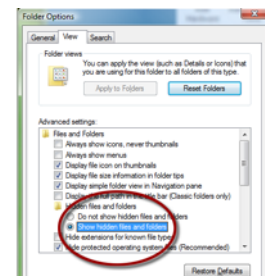 Folder Options
General View Search
Folder views
You can apply the view (such as Details or Icons) that
you are using for this folder to all folders of this type.
Apply to Folders Reset Folders
Advanced settings:
Files and Folders
Always show icons, never thumbnails
Always show menus
Display file icon on thumbnails
Display file size information in folder tips
Display simple folder view in Navigation pane
Display the full path in the title bar (Classic folders only)
Hidden files and folders
Do not show hidden files and folders
Show hidden files and folders
Hide extensions for known file types
Hide protected operating system files (Recommended)
Restore Defaults